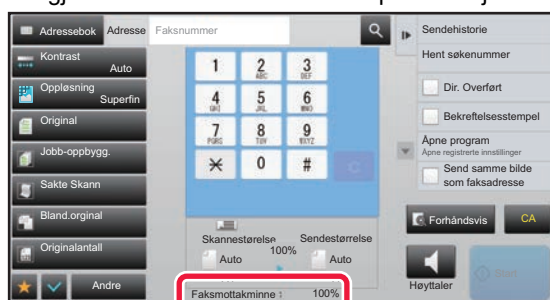 Adressebok Adresse Faksnummer
Kontrast
Auto
Oppløsning
Superfin
Original
Jobb-oppbygg.
Sakte Skann
Bland.orginal
Originalantall
Andre
1 2 3
ABC DEF
4 5 6
GHI JKL MNO
7 8 9
PQRS TUV WXYZ
0 #
C
Skannestørelse Sendestørrelse
100%
Auto Auto
Faksmottakminne : 100%
Sendehistorie
Hent søkenummer
Dir. Overført
Bekreftelsesstempel
Åpne program
Åpne registrerte innstillinger
Send samme bilde
som faksadresse
Forhåndsvis CA
Høyttaler
Start